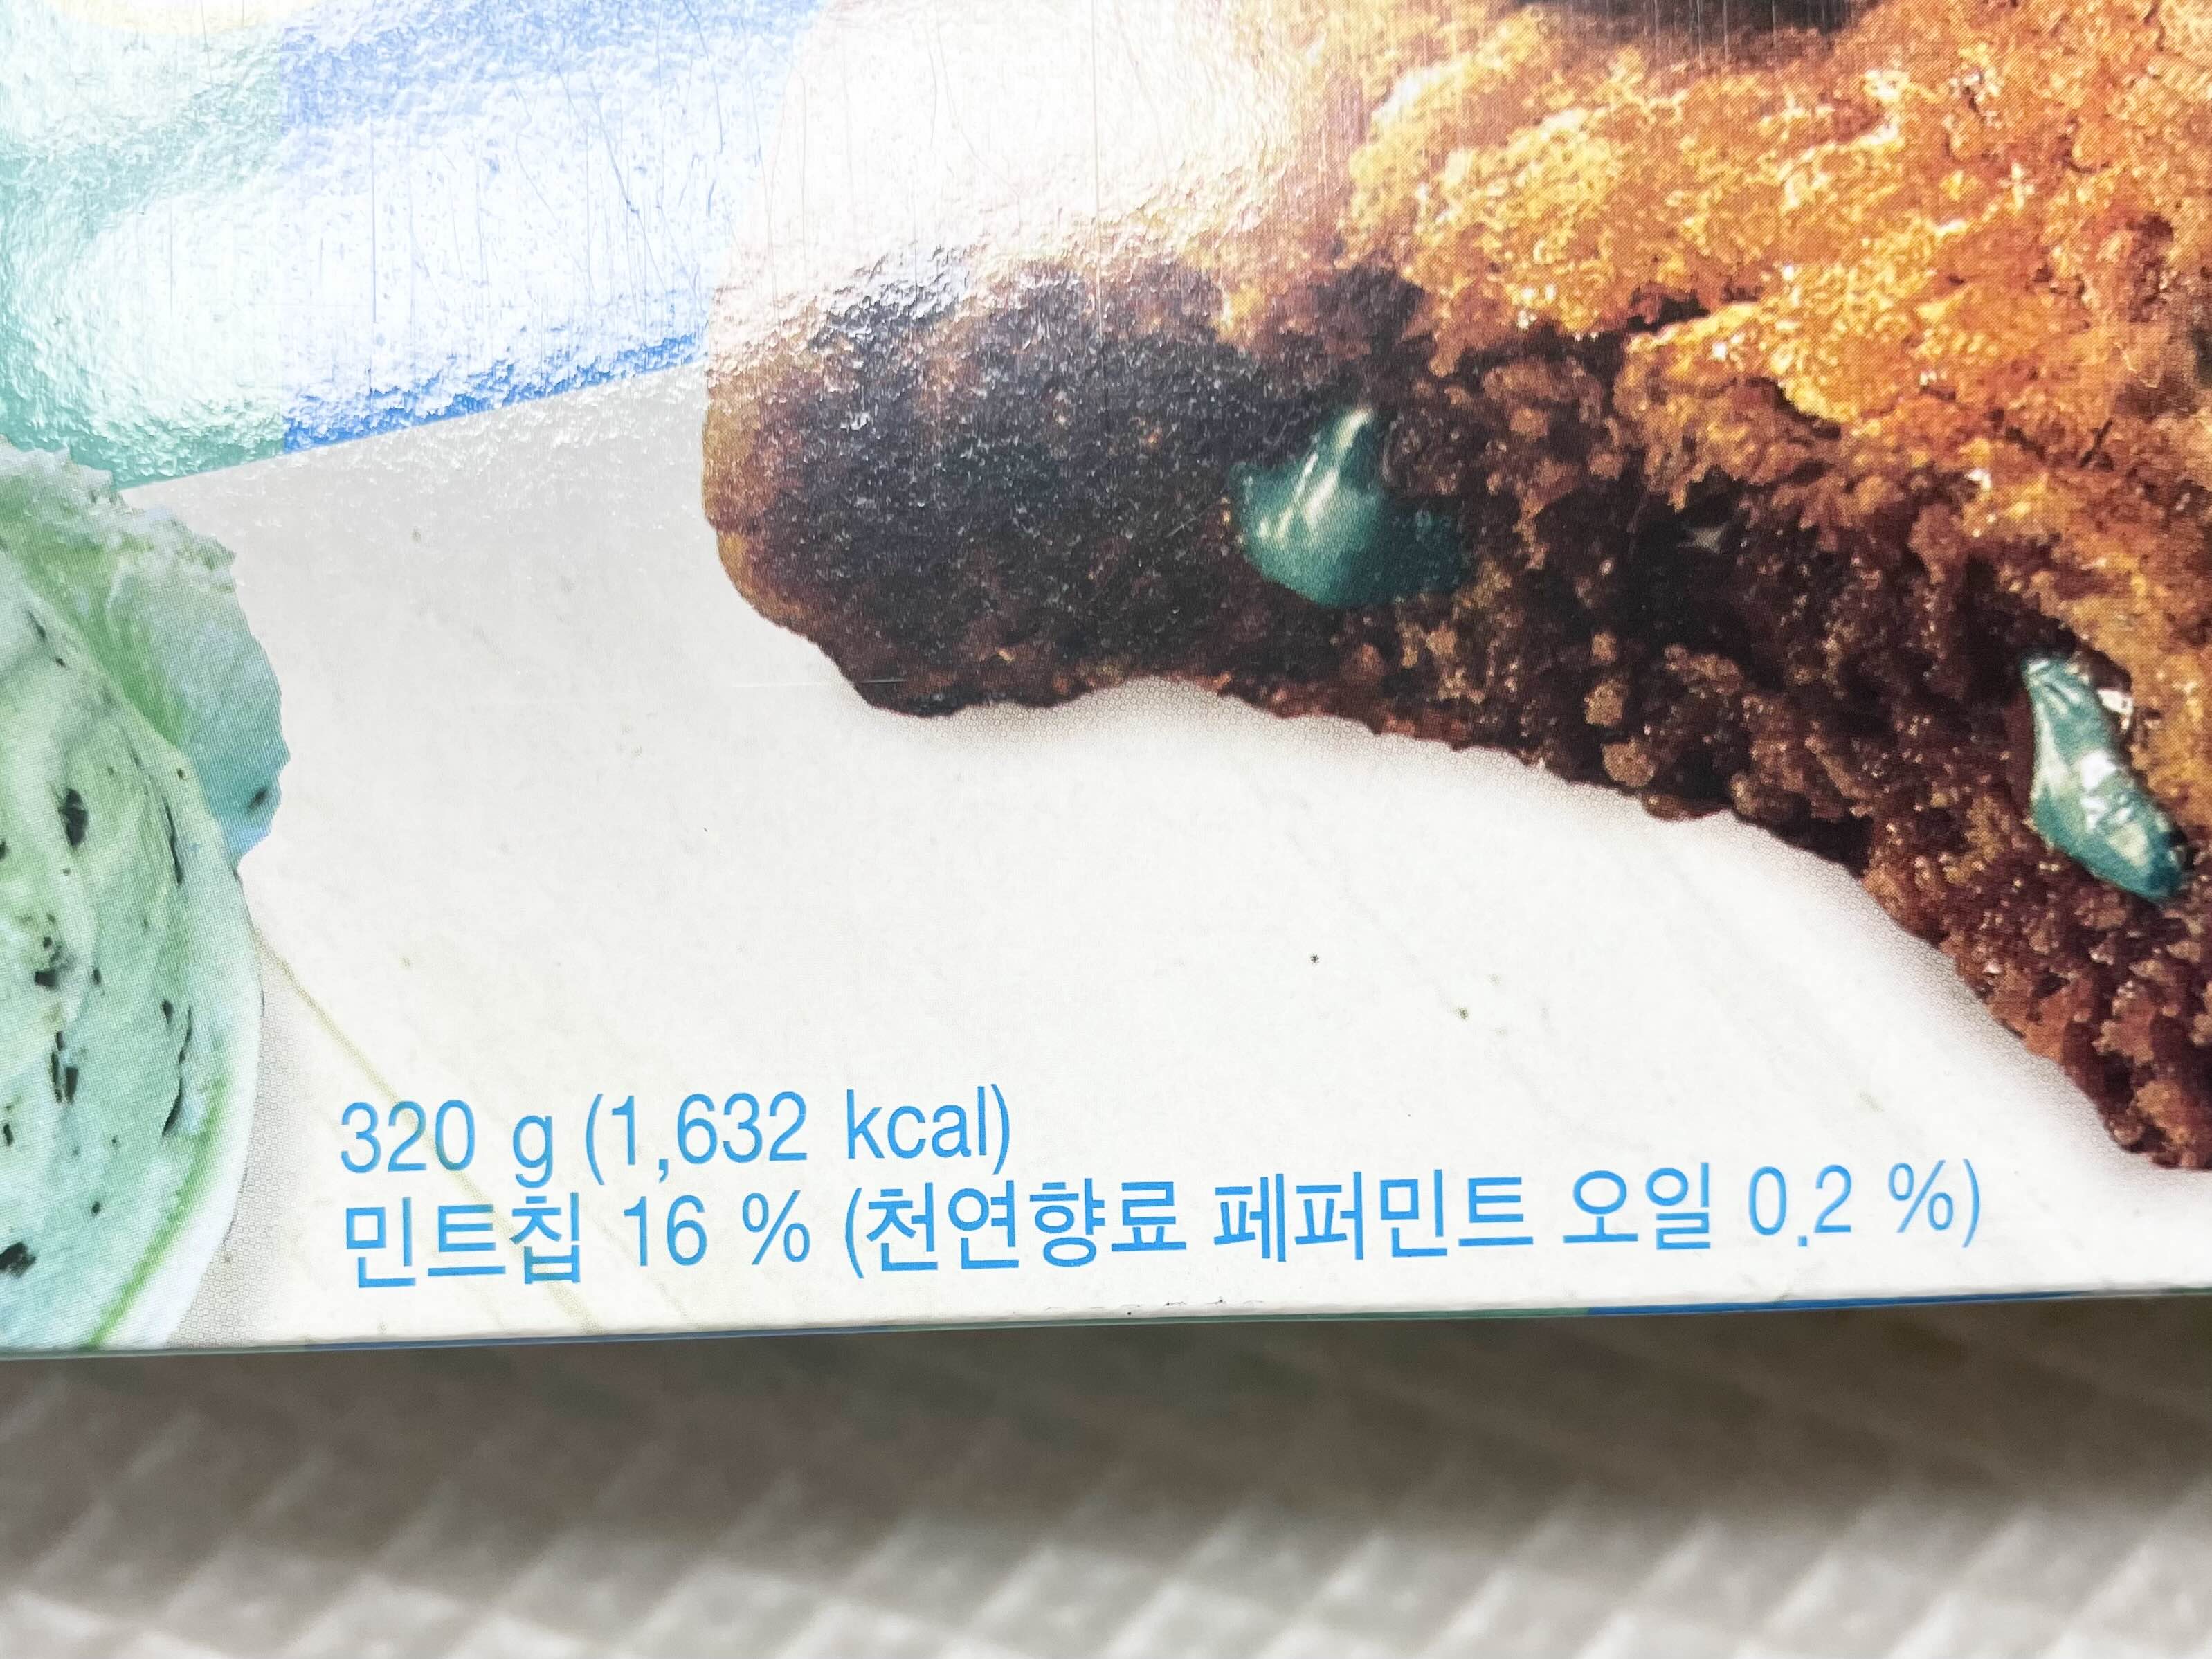 320 g (1,632 kcal)
민트칩 16 % (천연향료 페퍼민트 오일 0.2 %)